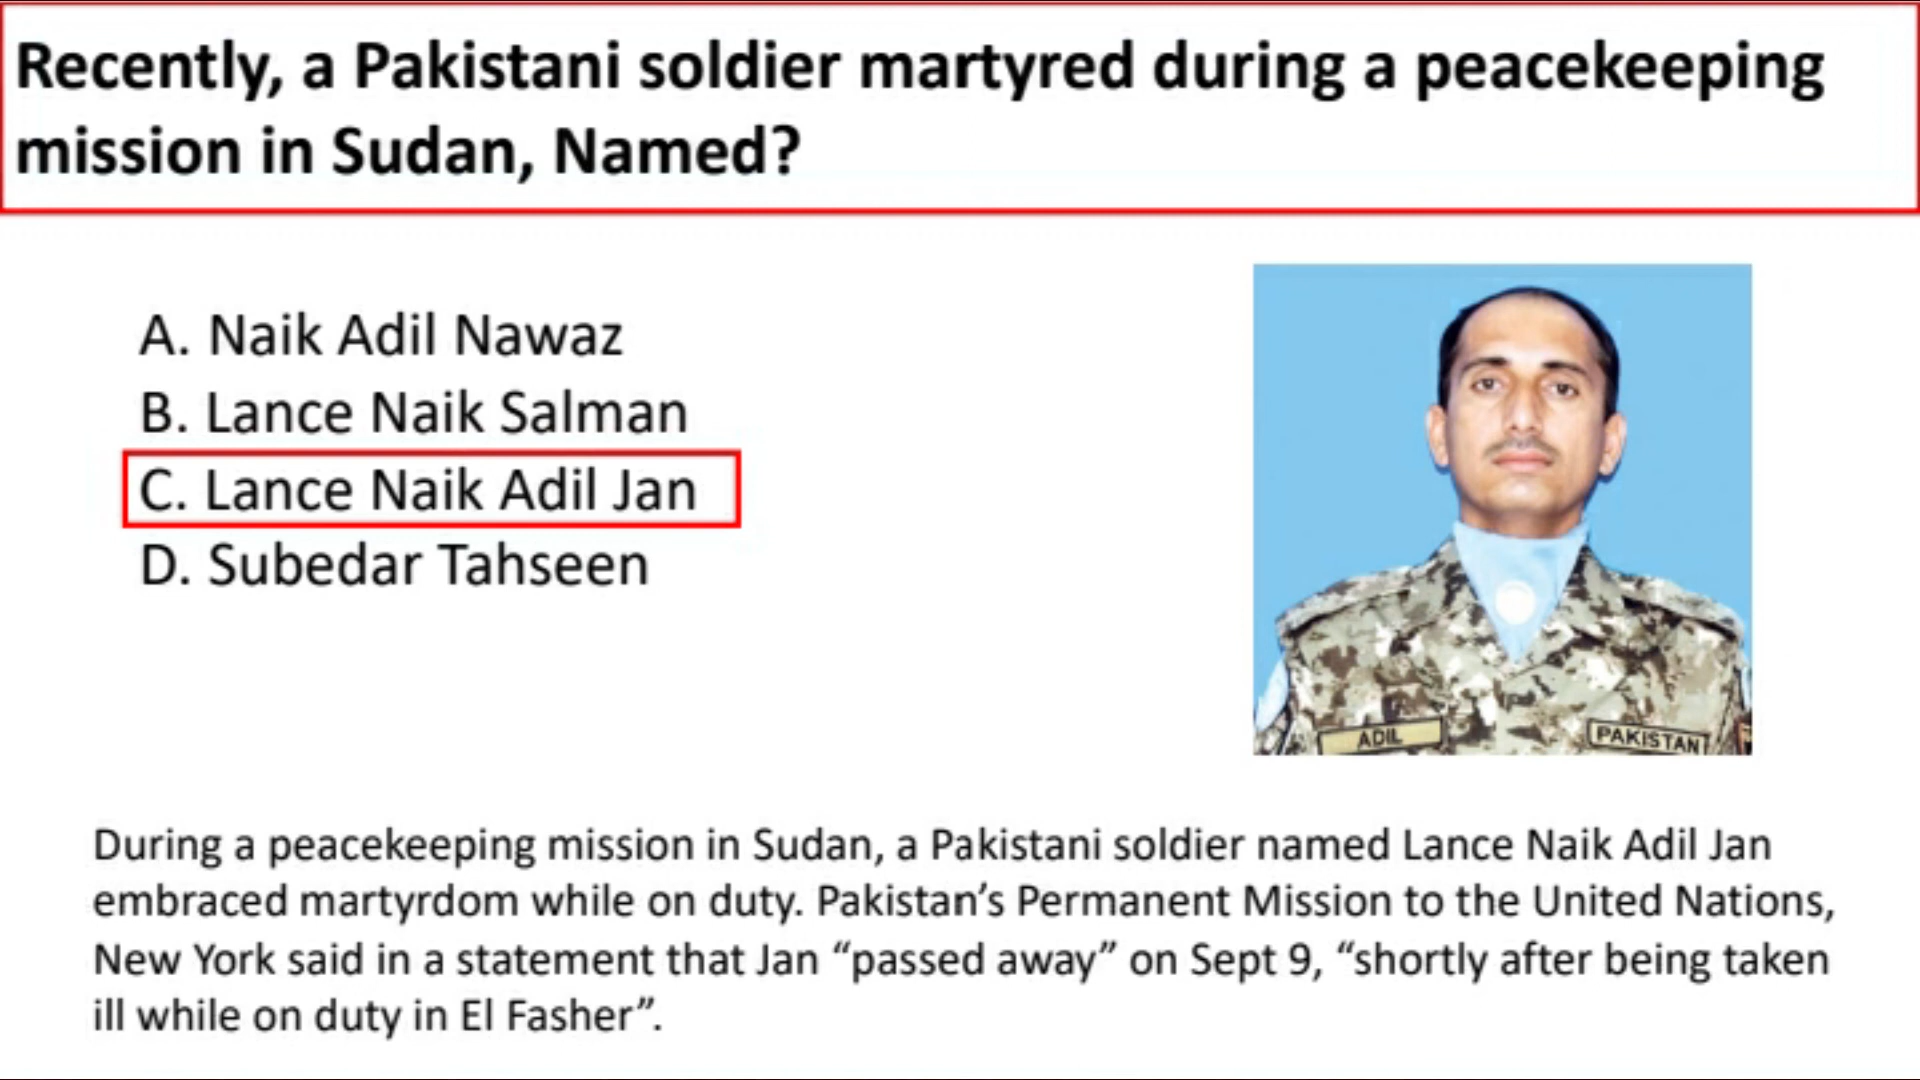 Recently, a Pakistani soldier martyred during a peacekeeping
mission in Sudan, Named?
A. Naik Adil Nawaz
B. Lance Naik Salman
C. Lance Naik Adil Jan
D. Subedar Tahseen
ADIL
PAKISTAN
During a peacekeeping mission in Sudan, a Pakistani soldier named Lance Naik Adil Jan
embraced martyrdom while on duty. Pakistan’s Permanent Mission to the United Nations,
New York said in a statement that Jan “passed away” on Sept 9, “shortly after being taken
ill while on duty in El Fasher”.